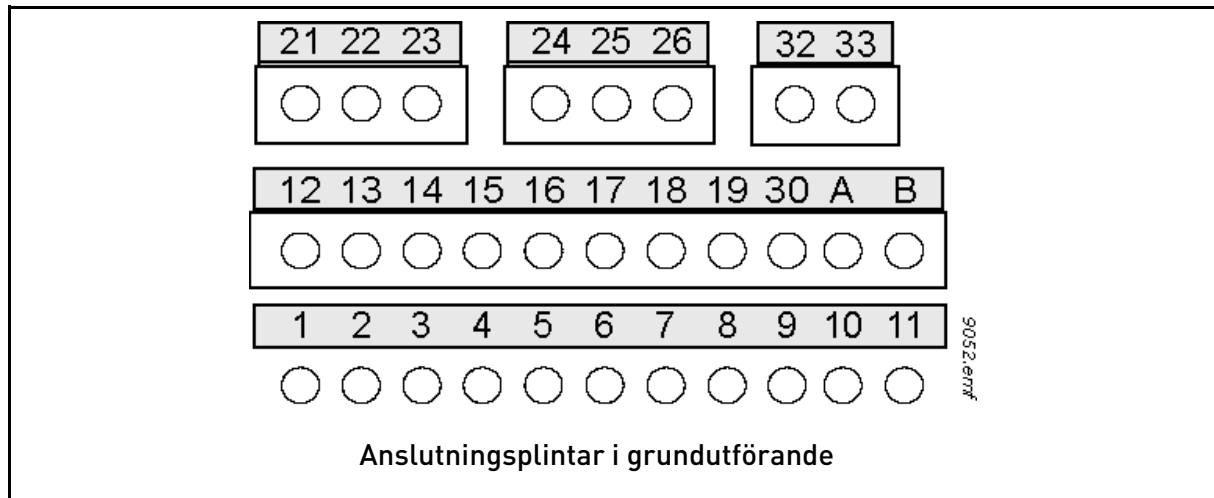 21 22 23 24 25 26 32 33
12 13 14 15 16 17 18 19 30 A B
1 2 3 4 5 6 7 8 9 10 11
9052.emf
Anslutningsplintar i grundutförande